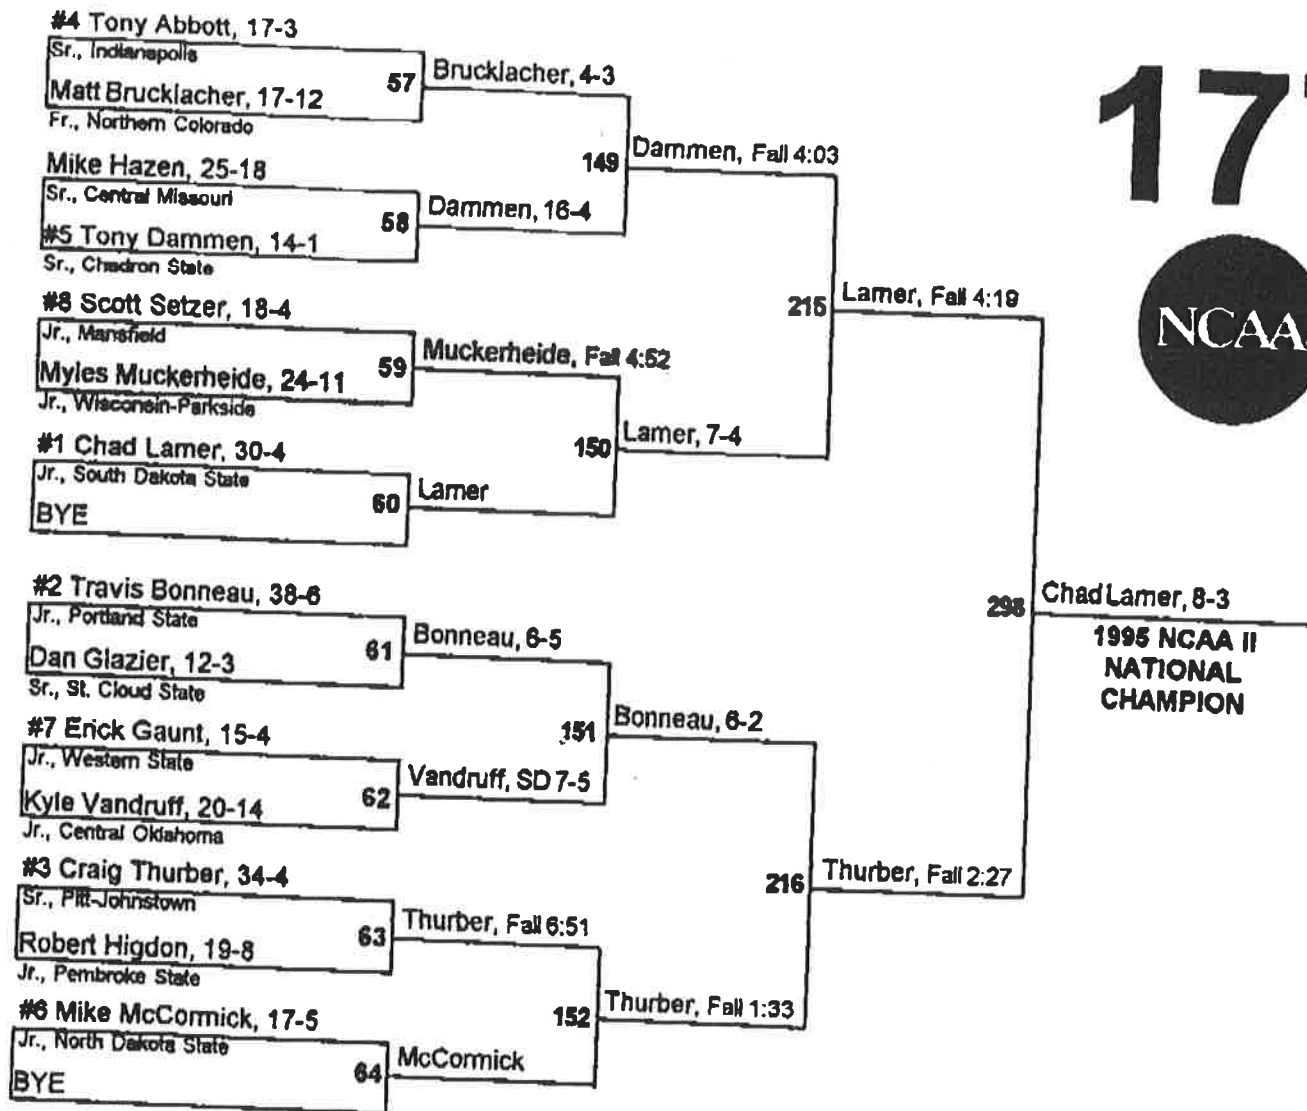 #4 Tony Abbott, 17-3
Sr., Indianapolis
57
Brucklacher, 4-3
Matt Brucklacher, 17-12
Fr., Northern Colorado
149
Dammen, Fall 4:03
Mike Hazen, 25-18
Sr., Central Missouri
58
Dammen, 16-4
#5 Tony Dammen, 14-1
Sr., Chadron State
215
Lamer, Fall 4:19
#8 Scott Setzer, 18-4
Jr., Mansfield
59
Muckerheide, Fall 4:52
Myles Muckerheide, 24-11
Jr., Wisconsin-Parkside
150
Lamer, 7-4
#1 Chad Lamer, 30-4
Jr., South Dakota State
60
Lamer
BYE
17
NCAA
298
Chad Lamer, 8-3
1995 NCAA II
NATIONAL
CHAMPION
#2 Travis Bonneau, 38-6
Jr., Portland State
61
Bonneau, 6-5
Dan Glazier, 12-3
Sr., St. Cloud State
151
Bonneau, 6-2
#7 Erick Gaunt, 15-4
Jr., Western State
62
Vandruff, SD 7-5
Kyle Vandruff, 20-14
Jr., Central Oklahoma
216
Thurber, Fall 2:27
#3 Craig Thurber, 34-4
Sr., Pitt-Johnstown
63
Thurber, Fall 6:51
Robert Higdon, 19-8
Jr., Pembroke State
152
Thurber, Fall 1:33
#6 Mike McCormick, 17-5
Jr., North Dakota State
64
McCormick
BYE